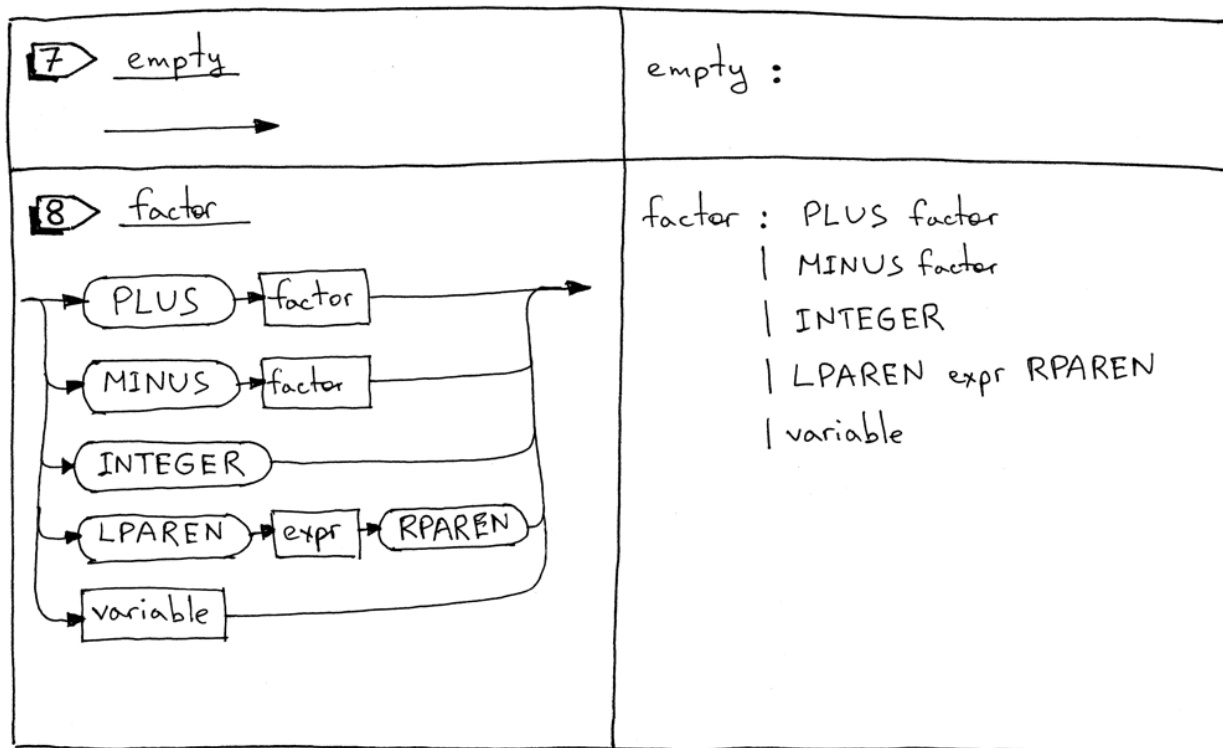 7 empty
empty :
8 factor
PLUS factor
MINUS factor
INTEGER
LPAREN expr RPAREN
variable
factor : PLUS factor
| MINUS factor
| INTEGER
| LPAREN expr RPAREN
| variable